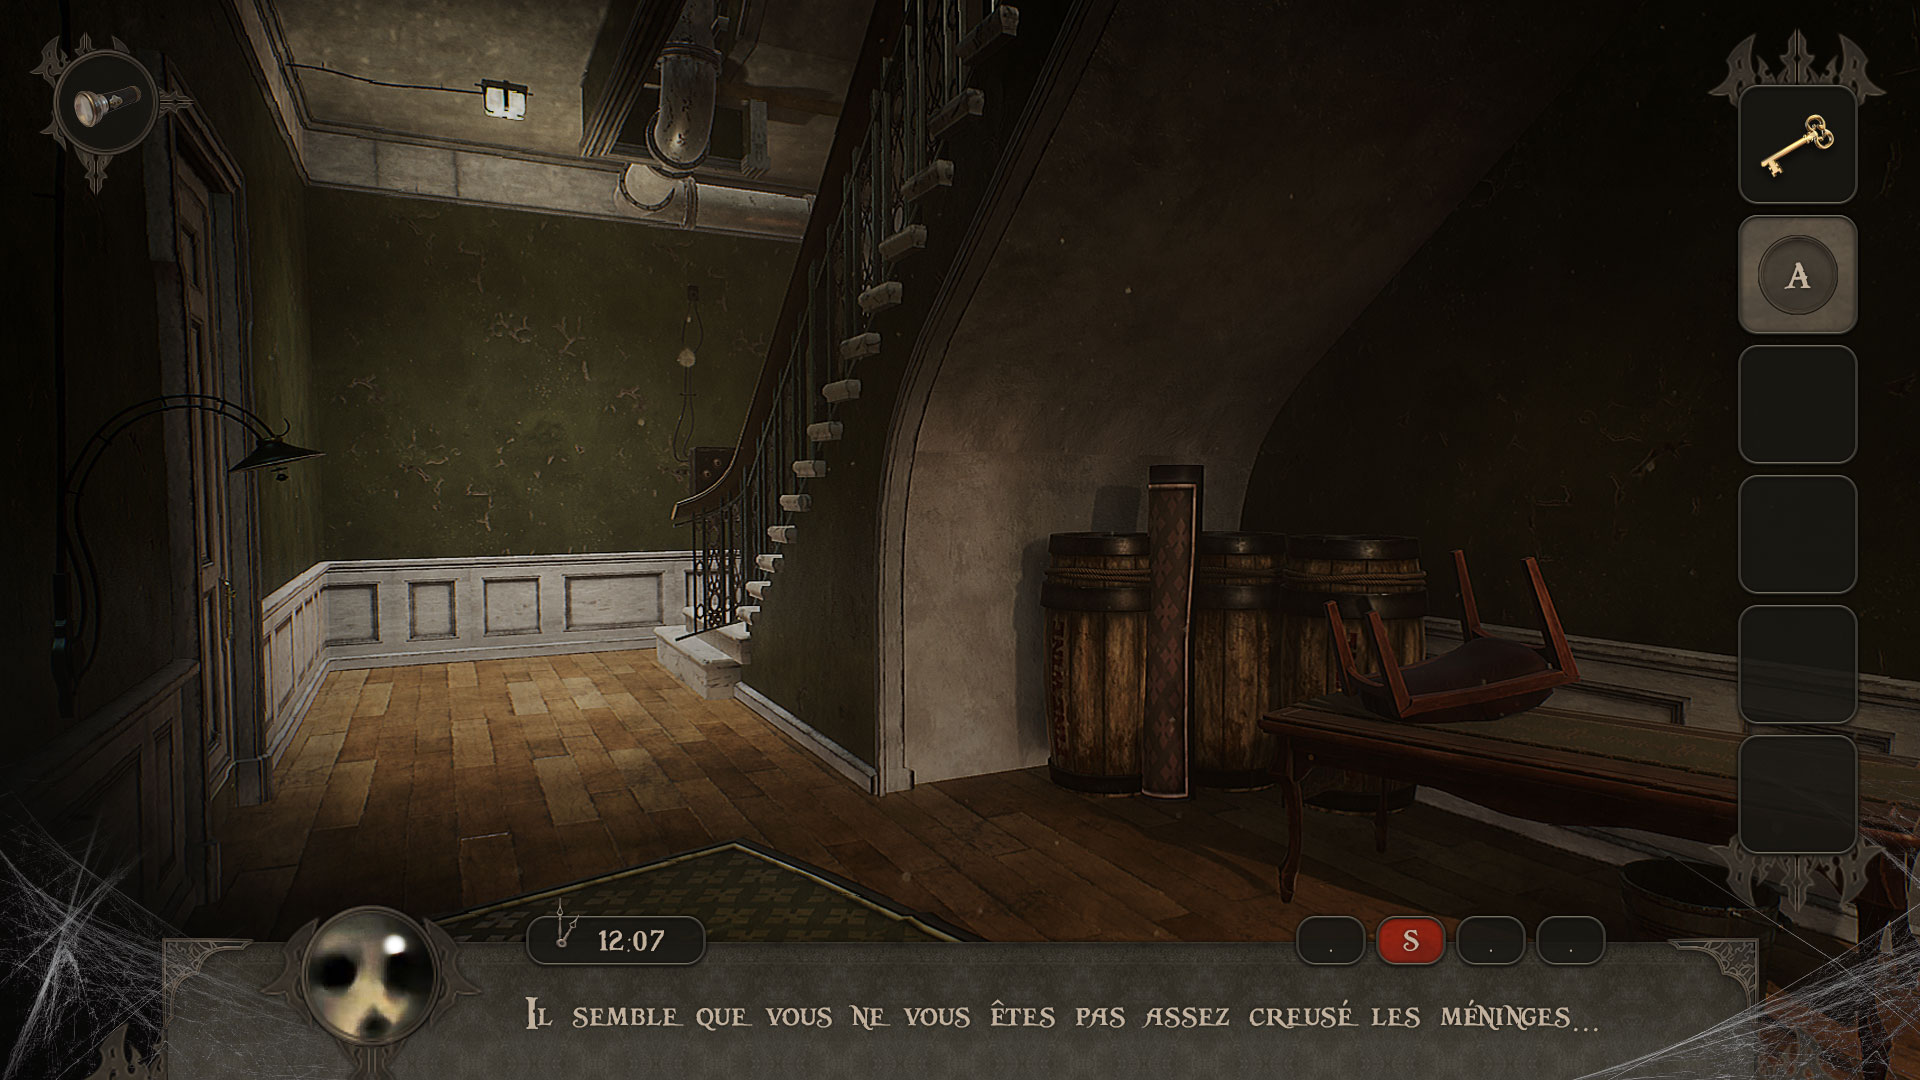 A
12:07
. S . .
Il semble que vous ne vous êtes pas assez creusé les méninges...